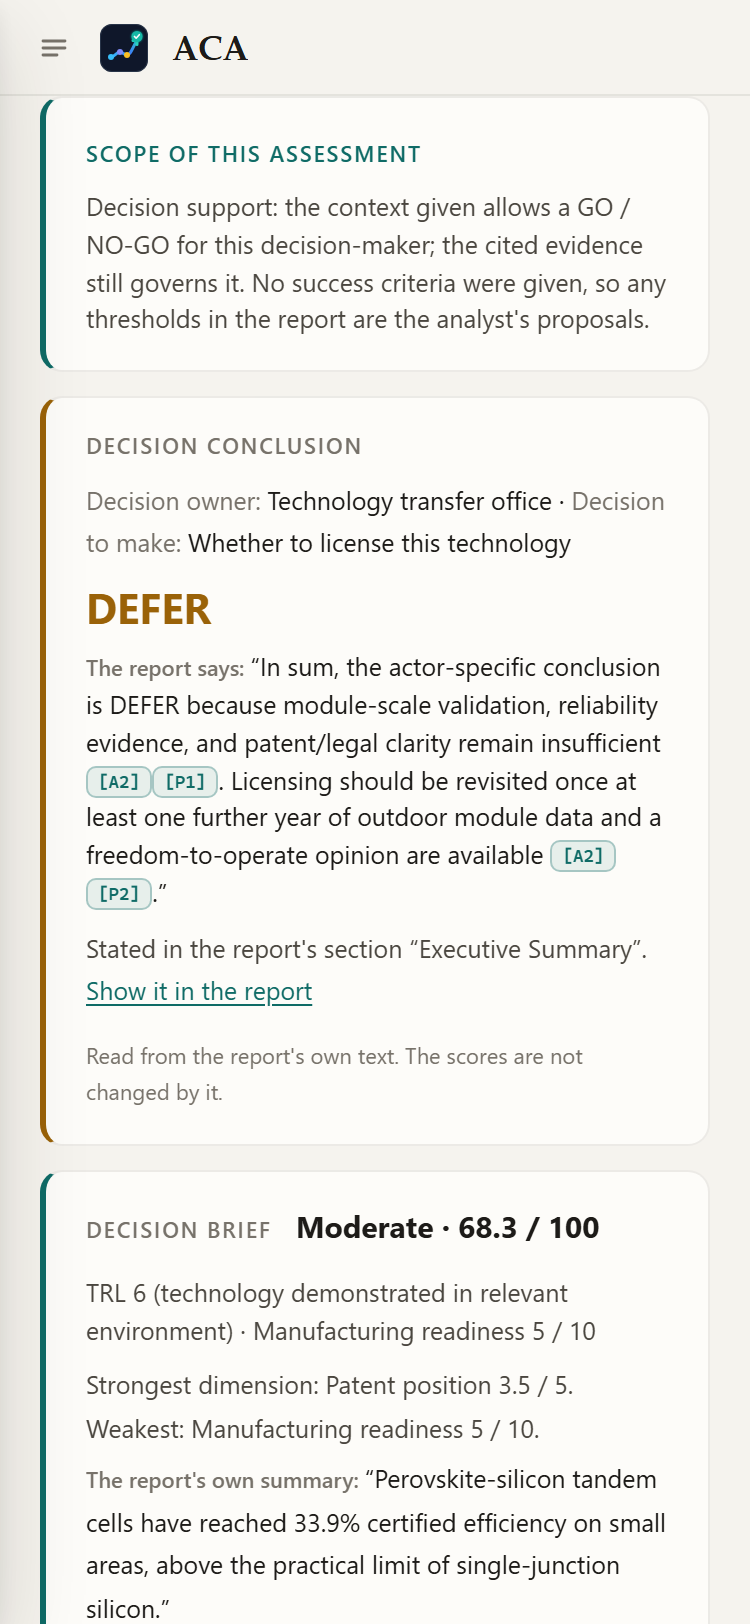 ACA
SCOPE OF THIS ASSESSMENT
Decision support: the context given allows a GO /
NO-GO for this decision-maker; the cited evidence
still governs it. No success criteria were given, so any
thresholds in the report are the analyst's proposals.
DECISION CONCLUSION
Decision owner: Technology transfer office · Decision
to make: Whether to license this technology
DEFER
The report says: “In sum, the actor-specific conclusion
is DEFER because module-scale validation, reliability
evidence, and patent/legal clarity remain insufficient
[A2] [P1]. Licensing should be revisited once at
least one further year of outdoor module data and a
freedom-to-operate opinion are available [A2]
[P2].”
Stated in the report's section “Executive Summary”.
Show it in the report
Read from the report's own text. The scores are not
changed by it.
DECISION BRIEF Moderate · 68.3 / 100
TRL 6 (technology demonstrated in relevant
environment) · Manufacturing readiness 5 / 10
Strongest dimension: Patent position 3.5 / 5.
Weakest: Manufacturing readiness 5 / 10.
The report's own summary: “Perovskite-silicon tandem
cells have reached 33.9% certified efficiency on small
areas, above the practical limit of single-junction
silicon.”